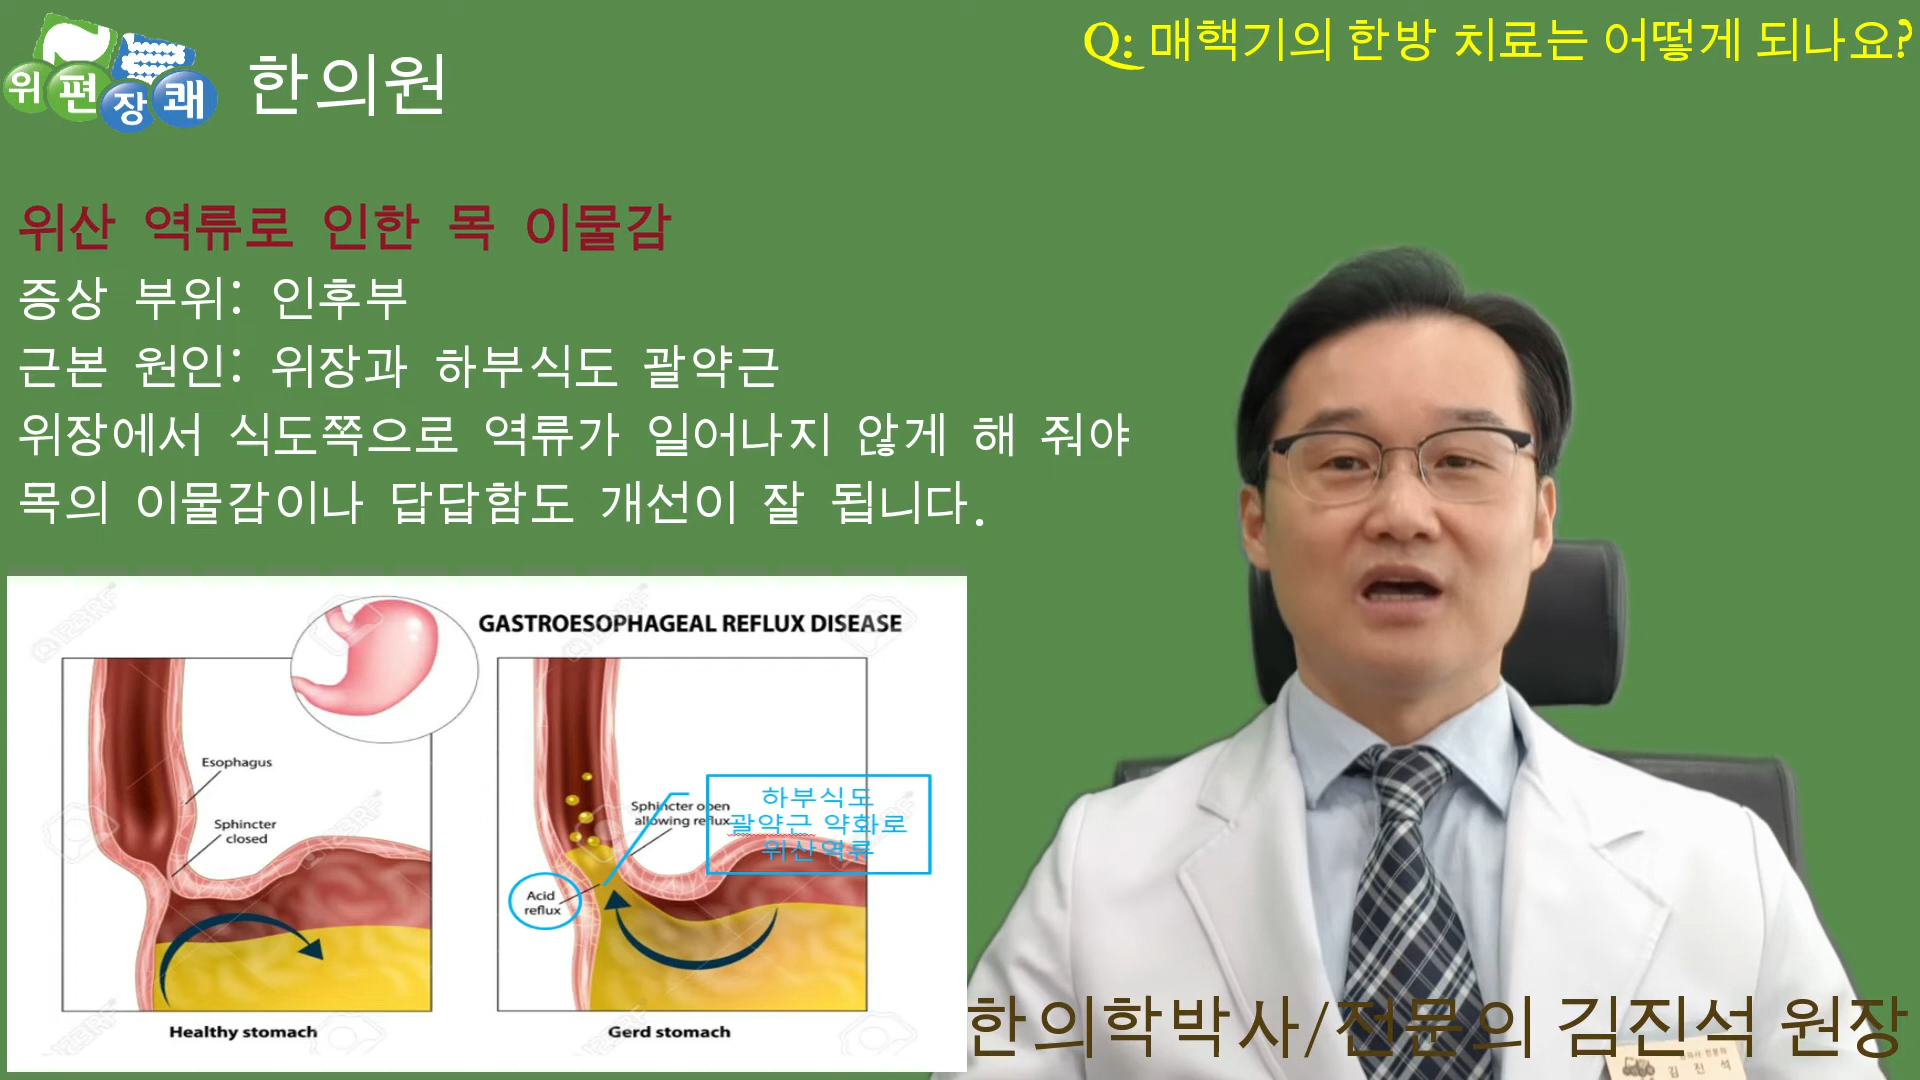 위편장쾌 한의원
Q: 매핵기의 한방 치료는 어떻게 되나요?
위산 역류로 인한 목 이물감
증상 부위: 인후부
근본 원인: 위장과 하부식도 괄약근
위장에서 식도쪽으로 역류가 일어나지 않게 해 줘야
목의 이물감이나 답답함도 개선이 잘 됩니다.
GASTROESOPHAGEAL REFLUX DISEASE
Esophagus
Sphincter
closed
Healthy stomach
Sphincter open
allowing reflux
하부식도
괄약근 약화로
위산역류
Acid
reflux
Gerd stomach
한의학박사/전문의 김진석 원장
김 진 석